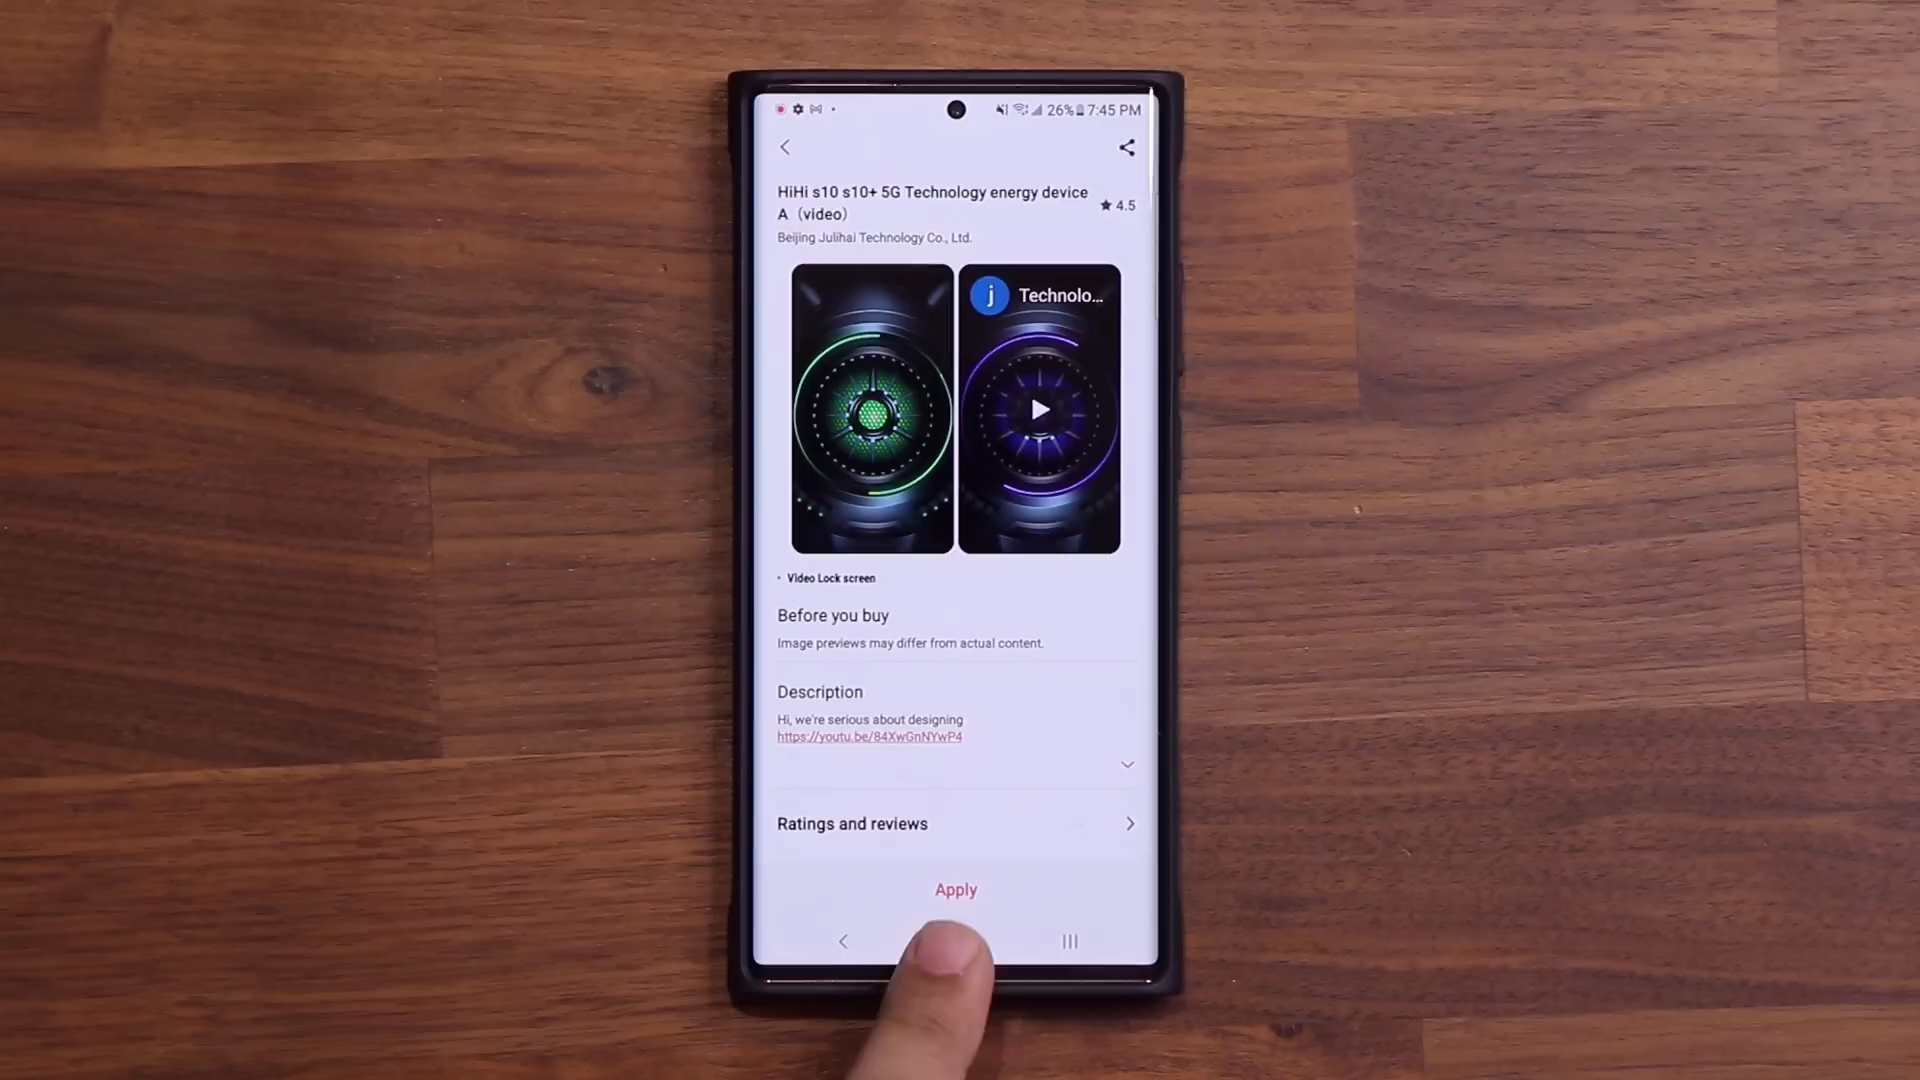 26% 7:45 PM
HiHi s10 s10+ 5G Technology energy device
A（video）
★ 4.5
Beijing Julihai Technology Co., Ltd.
j Technolo...
• Video Lock screen
Before you buy
Image previews may differ from actual content.
Description
Hi, we're serious about designing
https://youtu.be/84XwGnNYwP4
Ratings and reviews
Apply